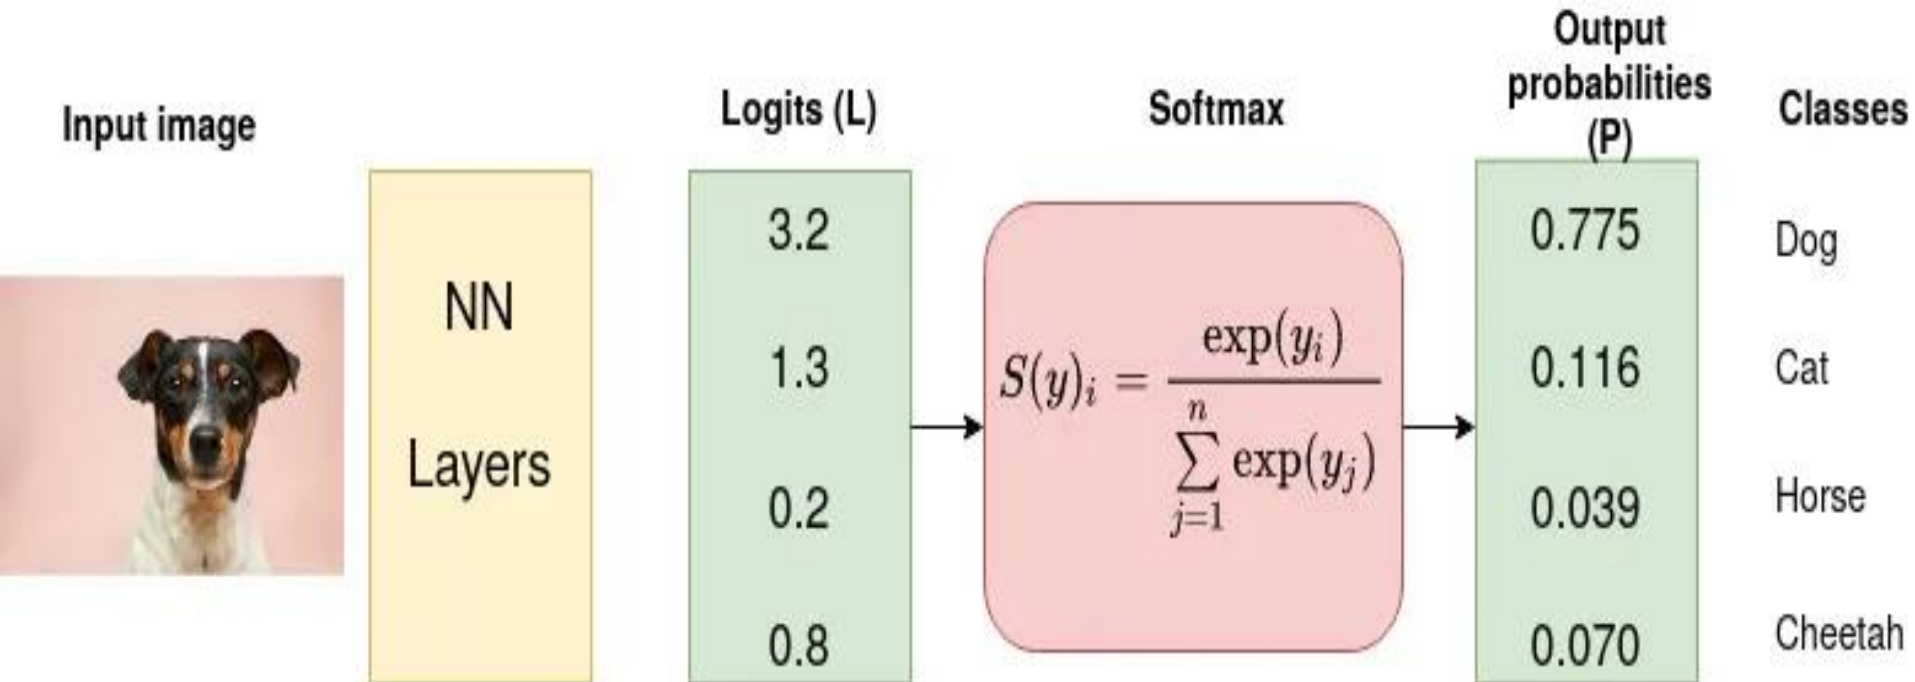 Input image
NN
Layers
Logits (L)
3.2
1.3
0.2
0.8
Softmax
S(y)ᵢ = exp(yᵢ) / ∑ⁿⱼ₌₁ exp(yⱼ)
Output
probabilities
(P)
0.775
0.116
0.039
0.070
Classes
Dog
Cat
Horse
Cheetah